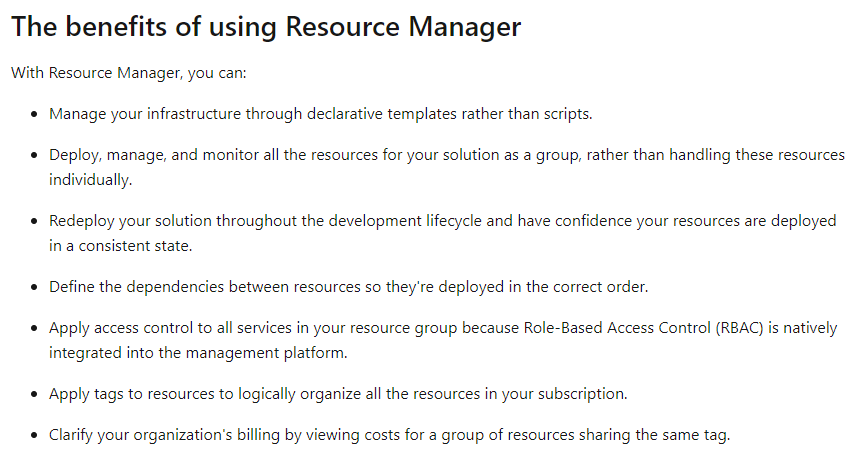 The benefits of using Resource Manager
With Resource Manager, you can:
• Manage your infrastructure through declarative templates rather than scripts.
• Deploy, manage, and monitor all the resources for your solution as a group, rather than handling these resources
individually.
• Redeploy your solution throughout the development lifecycle and have confidence your resources are deployed
in a consistent state.
• Define the dependencies between resources so they're deployed in the correct order.
• Apply access control to all services in your resource group because Role-Based Access Control (RBAC) is natively
integrated into the management platform.
• Apply tags to resources to logically organize all the resources in your subscription.
• Clarify your organization's billing by viewing costs for a group of resources sharing the same tag.